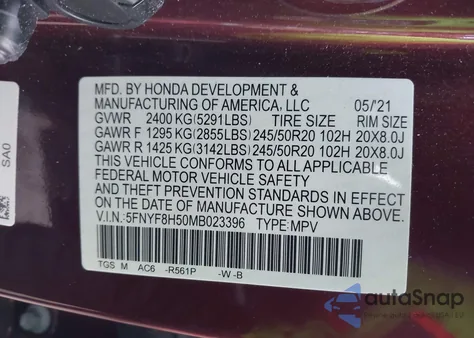 MFD. BY HONDA DEVELOPMENT &
MANUFACTURING OF AMERICA, LLC 05/'21
GVWR 2400 KG(5291LBS) TIRE SIZE RIM SIZE
GAWR F 1295 KG(2855LBS) 245/50R20 102H 20X8.0J
GAWR R 1425 KG(3142LBS) 245/50R20 102H 20X8.0J
THIS VEHICLE CONFORMS TO ALL APPLICABLE
FEDERAL MOTOR VEHICLE SAFETY
AND THEFT PREVENTION STANDARDS IN EFFECT ON
THE DATE OF MANUFACTURE SHOWN ABOVE.
V.I.N.:5FNYF8H50MB023396 TYPE:MPV
TGS M AC6 -R561P -W-B
SA0
autoSnap